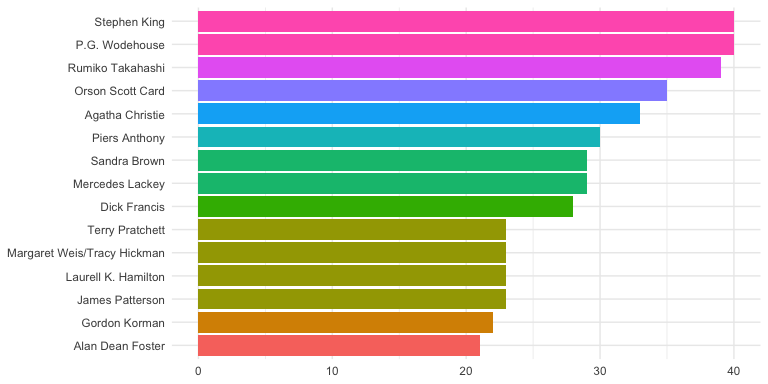 Stephen King
P.G. Wodehouse
Rumiko Takahashi
Orson Scott Card
Agatha Christie
Piers Anthony
Sandra Brown
Mercedes Lackey
Dick Francis
Terry Pratchett
Margaret Weis/Tracy Hickman
Laurell K. Hamilton
James Patterson
Gordon Korman
Alan Dean Foster
0 10 20 30 40